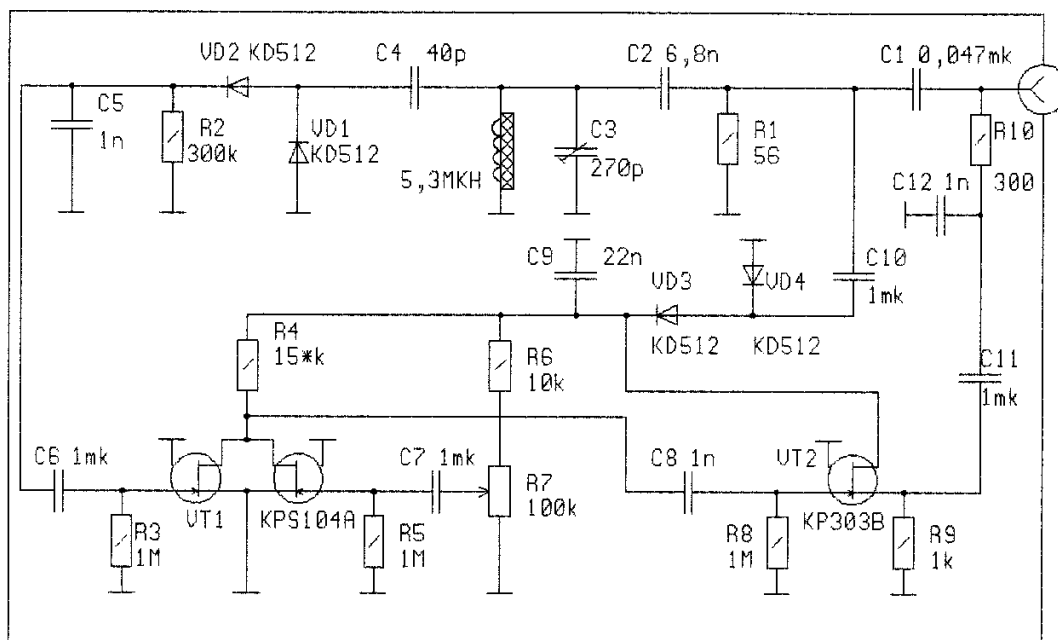 VD2 KD512
C4 40p
C2 6,8n
C1 0,047mk
C5
1n
R2
300k
VD1
KD512
5,3MKH
C3
270p
R1
56
R10
300
C12 1n
C9 22n
VD3
VD4
C10
1mk
KD512
KD512
R4
15*k
R6
10k
C11
1mk
C6 1mk
C7 1mk
C8 1n
VT2
R7
100k
VT1
KPS104A
KP303B
R3
1M
R5
1M
R8
1M
R9
1k